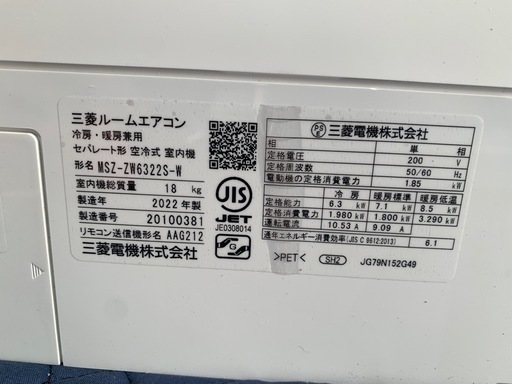 三菱ルームエアコン
冷房・暖房兼用
セパレート形 空冷式 室内機
形名 MSZ-ZW6322S-W
室内機総質量 18 kg
製造年 2022年製
製造番号 20100381
リモコン送信機形名 AAG212
三菱電機株式会社
JIS
JET
JE0308014
PS E 三菱電機株式会社
相 単 相
定格電圧 200 V
定格周波数 50/60 Hz
電動機の定格消費電力 1.85 kW
冷房 暖房標準 暖房低温
定格能力 6.3 kW 7.1 kW 8.5 kW
定格消費電力 1.980 kW 1.800 kW 3.290 kW
運転電流 10.53 A 9.09 A
通年エネルギー消費効率(JIS C 9612:2013) 6.1
>PET< SH2 JG79N152G49